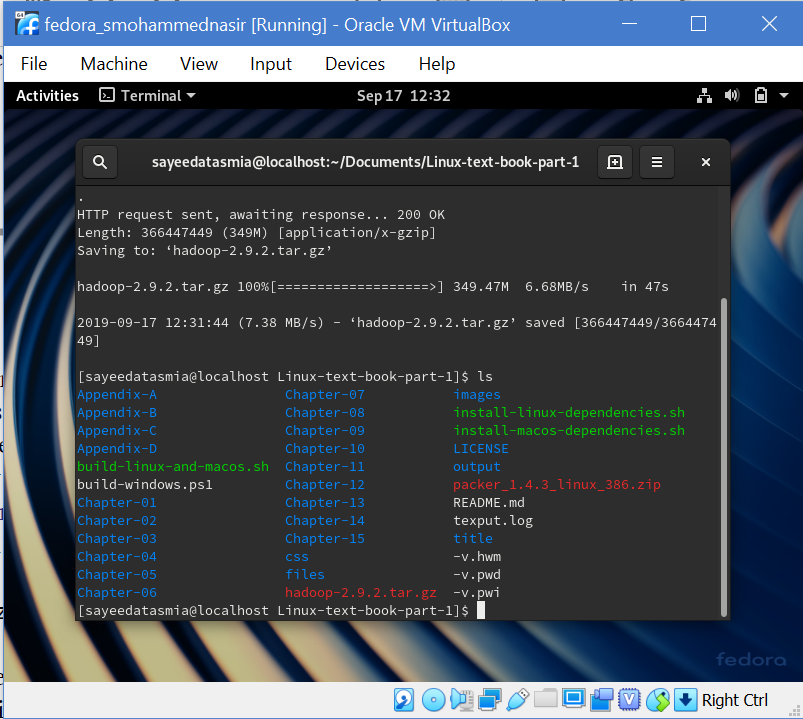 fedora_smohammednasir [Running] - Oracle VM VirtualBox
File Machine View Input Devices Help
Activities Terminal Sep 17 12:32
sayeedatasmia@localhost:~/Documents/Linux-text-book-part-1
.
HTTP request sent, awaiting response... 200 OK
Length: 366447449 (349M) [application/x-gzip]
Saving to: ‘hadoop-2.9.2.tar.gz’
hadoop-2.9.2.tar.gz 100%[===================>] 349.47M 6.68MB/s in 47s
2019-09-17 12:31:44 (7.38 MB/s) - ‘hadoop-2.9.2.tar.gz’ saved [366447449/3664474
49]
[sayeedatasmia@localhost Linux-text-book-part-1]$ ls
Appendix-A Chapter-07 images
Appendix-B Chapter-08 install-linux-dependencies.sh
Appendix-C Chapter-09 install-macos-dependencies.sh
Appendix-D Chapter-10 LICENSE
build-linux-and-macos.sh Chapter-11 output
build-windows.ps1 Chapter-12 packer_1.4.3_linux_386.zip
Chapter-01 Chapter-13 README.md
Chapter-02 Chapter-14 texput.log
Chapter-03 Chapter-15 title
Chapter-04 css -v.hwm
Chapter-05 files -v.pwd
Chapter-06 hadoop-2.9.2.tar.gz -v.pwi
[sayeedatasmia@localhost Linux-text-book-part-1]$
fedora
Right Ctrl